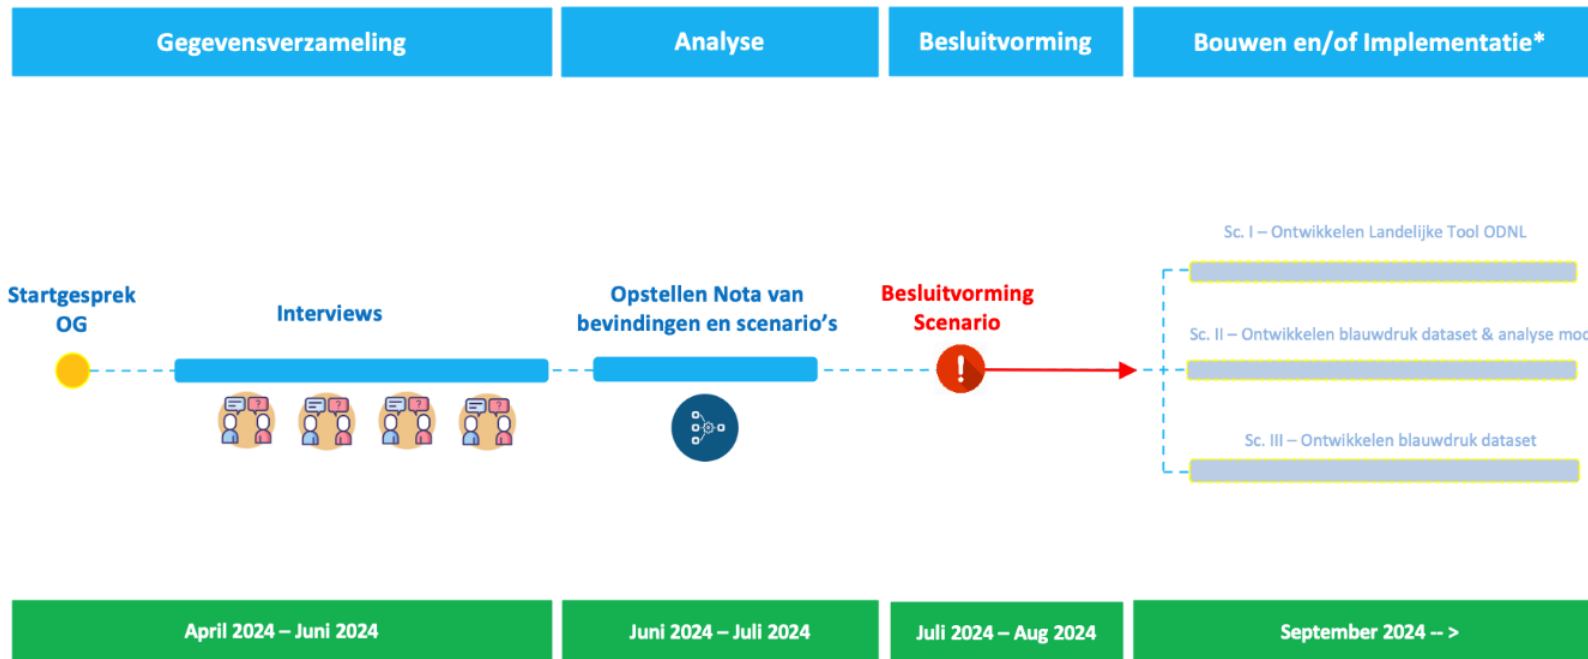 Gegevensverzameling
Analyse
Besluitvorming
Bouwen en/of Implementatie*
Sc. I – Ontwikkelen Landelijke Tool ODNL
Startgesprek
OG
Interviews
Opstellen Nota van
bevindingen en scenario's
Besluitvorming
Scenario
Sc. II – Ontwikkelen blauwdruk dataset & analyse mod
Sc. III – Ontwikkelen blauwdruk dataset
April 2024 – Juni 2024
Juni 2024 – Juli 2024
Juli 2024 – Aug 2024
September 2024 -- >